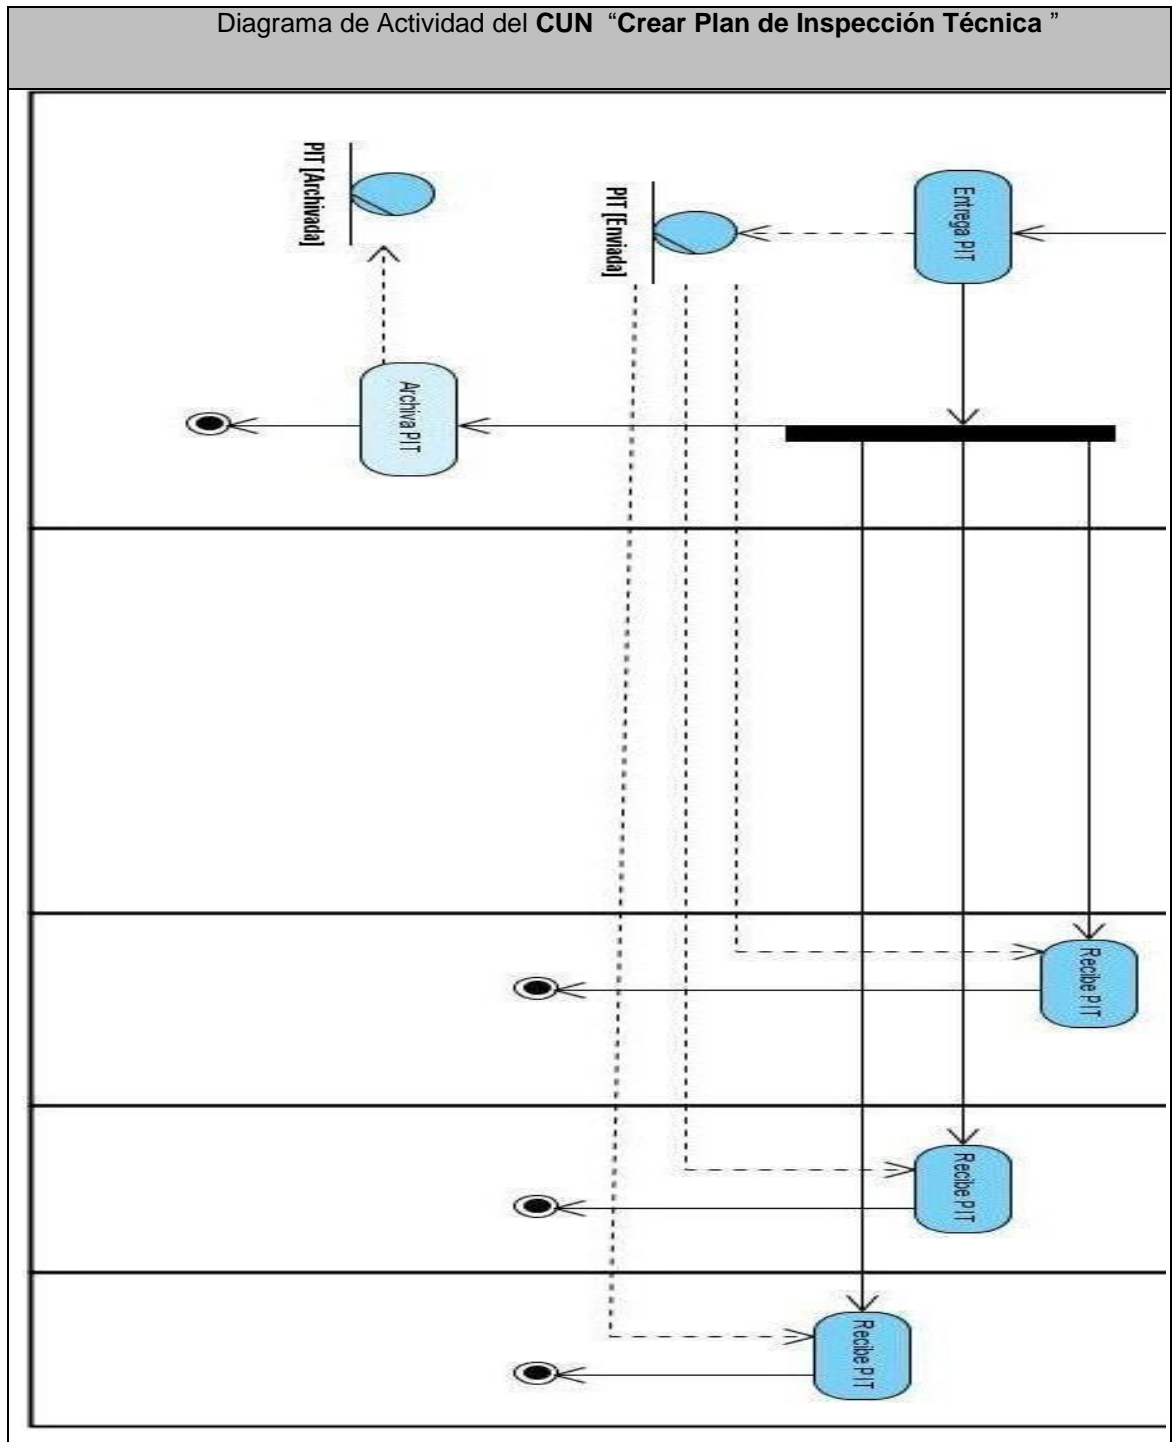 Diagrama de Actividad del CUN “Crear Plan de Inspección Técnica ”
Entrega PIT
PIT [Enviada]
PIT [Archivada]
Archiva PIT
Recibe PIT
Recibe PIT
Recibe PIT